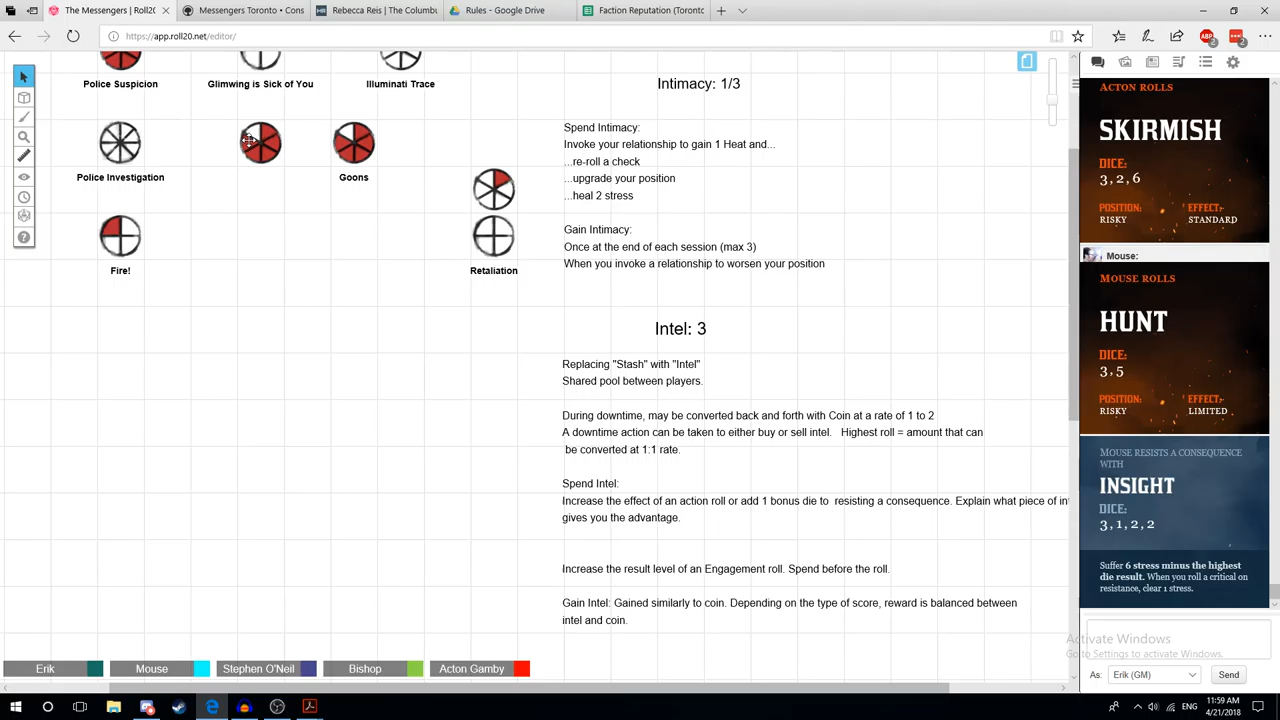 The Messengers | Roll20
Messengers Toronto • Cons
Rebecca Reis | The Columbu
Rules - Google Drive
Faction Reputation (Toronto
https://app.roll20.net/editor/
ABP
2
2
Police Suspicion
Glimwing is Sick of You
Illuminati Trace
Police Investigation
Goons
Fire!
Retaliation
Intimacy: 1/3
Spend Intimacy:
Invoke your relationship to gain 1 Heat and...
...re-roll a check
...upgrade your position
...heal 2 stress
Gain Intimacy:
Once at the end of each session (max 3)
When you invoke a relationship to worsen your position
Intel: 3
Replacing "Stash" with "Intel"
Shared pool between players.
During downtime, may be converted back and forth with Coin at a rate of 1 to 2
A downtime action can be taken to either buy or sell intel. Highest roll = amount that can
be converted at 1:1 rate.
Spend Intel:
Increase the effect of an action roll or add 1 bonus die to resisting a consequence. Explain what piece of int
gives you the advantage.
Increase the result level of an Engagement roll. Spend before the roll.
Gain Intel: Gained similarly to coin. Depending on the type of score, reward is balanced between
intel and coin.
Erik
Mouse
Stephen O'Neil
Bishop
Acton Gamby
ACTON ROLLS
SKIRMISH
DICE:
3, 2, 6
POSITION:
EFFECT:
RISKY
STANDARD
Mouse:
MOUSE ROLLS
HUNT
DICE:
3, 5
POSITION:
EFFECT:
RISKY
LIMITED
MOUSE RESISTS A CONSEQUENCE
WITH
INSIGHT
DICE:
3, 1, 2, 2
Suffer 6 stress minus the highest
die result. When you roll a critical on
resistance, clear 1 stress.
Activate Windows
Go to Settings to activate Windows.
As:
Erik (GM)
Send
ENG
11:59 AM
4/21/2018